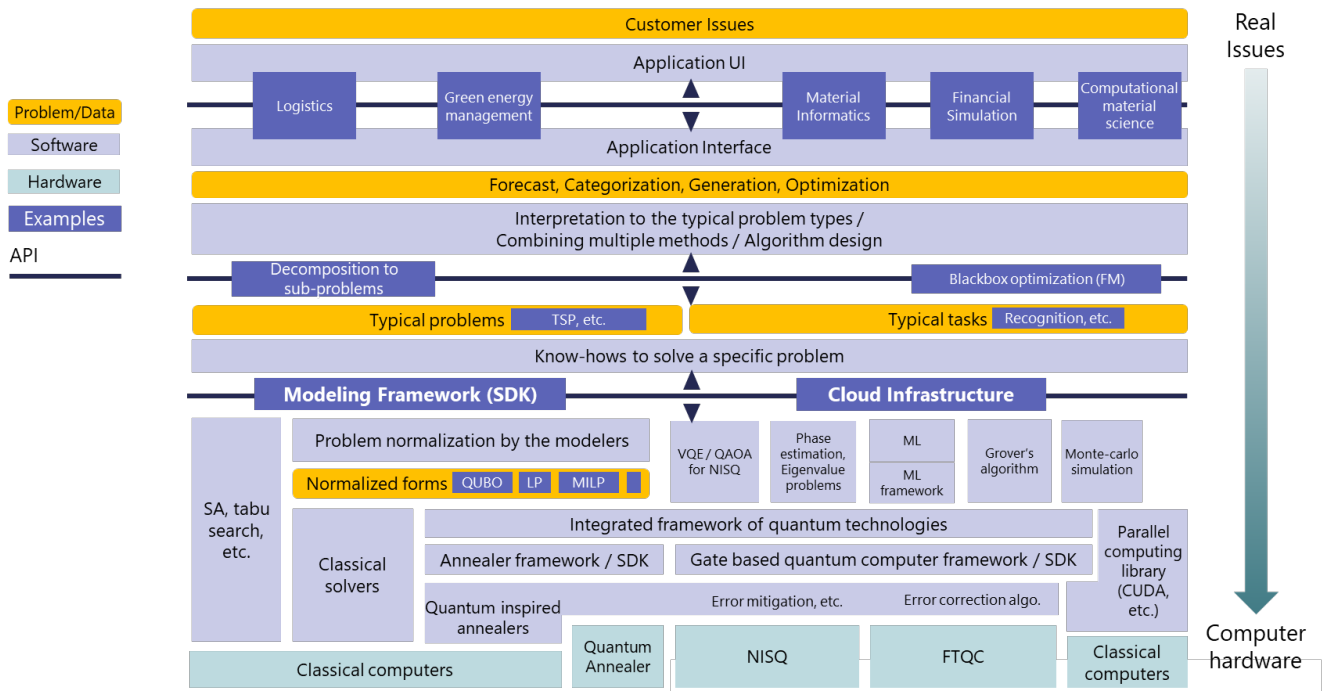 Customer Issues
Real
Issues
Application UI
Logistics
Green energy
management
Material
Informatics
Financial
Simulation
Computational
material
science
Application Interface
Problem/Data
Software
Hardware
Examples
API
Forecast, Categorization, Generation, Optimization
Interpretation to the typical problem types /
Combining multiple methods / Algorithm design
Decomposition to
sub-problems
Blackbox optimization (FM)
Typical problems
TSP, etc.
Typical tasks
Recognition, etc.
Know-hows to solve a specific problem
Modeling Framework (SDK)
Cloud Infrastructure
SA, tabu
search,
etc.
Problem normalization by the modelers
Normalized forms
QUBO
LP
MILP
VQE / QAOA
for NISQ
Phase
estimation,
Eigenvalue
problems
ML
ML
framework
Grover's
algorithm
Monte-carlo
simulation
Classical
solvers
Integrated framework of quantum technologies
Annealer framework / SDK
Gate based quantum computer framework / SDK
Parallel
computing
library
(CUDA,
etc.)
Quantum inspired
annealers
Error mitigation, etc.
Error correction algo.
Classical computers
Quantum
Annealer
NISQ
FTQC
Classical
computers
Computer
hardware